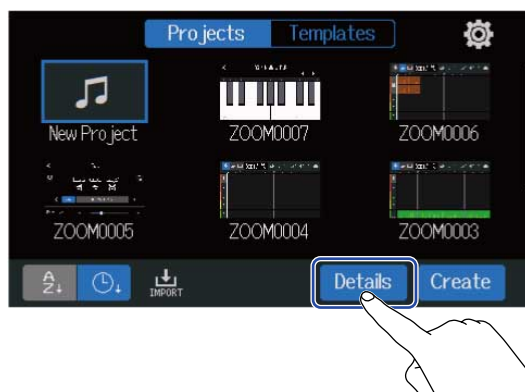 Projects Templates
New Project ZOOM0007 ZOOM0006
ZOOM0005 ZOOM0004 ZOOM0003
A Z↓ IMPORT Details Create